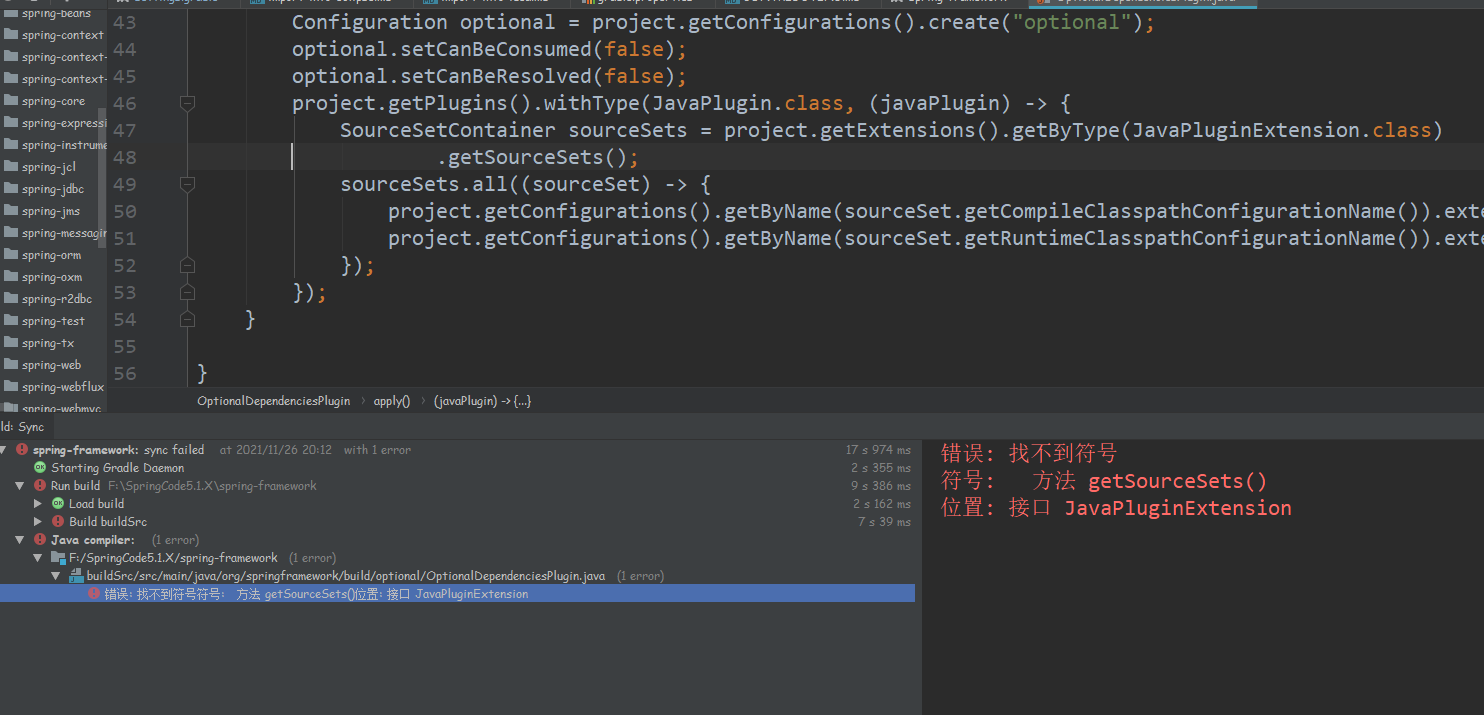 spring-beans
spring-context
spring-context-
spring-context-
spring-core
spring-expressi
spring-instrume
spring-jcl
spring-jdbc
spring-jms
spring-messagin
spring-orm
spring-oxm
spring-r2dbc
spring-test
spring-tx
spring-web
spring-webflux
spring-webmvc
43 Configuration optional = project.getConfigurations().create("optional");
44 optional.setCanBeConsumed(false);
45 optional.setCanBeResolved(false);
46 project.getPlugins().withType(JavaPlugin.class, (javaPlugin) -> {
47 SourceSetContainer sourceSets = project.getExtensions().getByType(JavaPluginExtension.class)
48 .getSourceSets();
49 sourceSets.all((sourceSet) -> {
50 project.getConfigurations().getByName(sourceSet.getCompileClasspathConfigurationName()).exte
51 project.getConfigurations().getByName(sourceSet.getRuntimeClasspathConfigurationName()).exte
52 });
53 });
54 }
55
56 }
OptionalDependenciesPlugin apply() (javaPlugin) -> {...}
ld: Sync
spring-framework: sync failed at 2021/11/26 20:12 with 1 error 17 s 974 ms
OK Starting Gradle Daemon 2 s 355 ms
Run build F:\SpringCode5.1.X\spring-framework 9 s 386 ms
OK Load build 2 s 162 ms
Build buildSrc 7 s 39 ms
Java compiler: (1 error)
F:/SpringCode5.1.X/spring-framework (1 error)
buildSrc/src/main/java/org/springframework/build/optional/OptionalDependenciesPlugin.java (1 error)
错误: 找不到符号符号: 方法 getSourceSets()位置: 接口 JavaPluginExtension
错误: 找不到符号
符号: 方法 getSourceSets()
位置: 接口 JavaPluginExtension